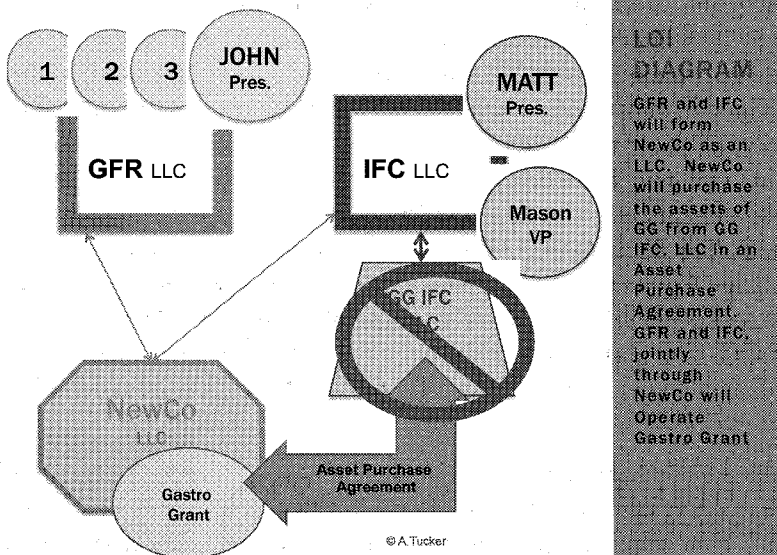 1 2 3 JOHN
Pres.
GFR LLC
MATT
Pres.
IFC LLC
Mason
VP
GG IFC
NewCo
LLC
Gastro
Grant
Asset Purchase
Agreement
© A.Tucker
LOI
DIAGRAM
GFR and IFC
will form
NewCo as an
LLC. NewCo
will purchase
the assets of
GG from GG
IFC, LLC in an
Asset
Purchase
Agreement.
GFR and IFC,
jointly
through
NewCo will
Operate
Gastro Grant